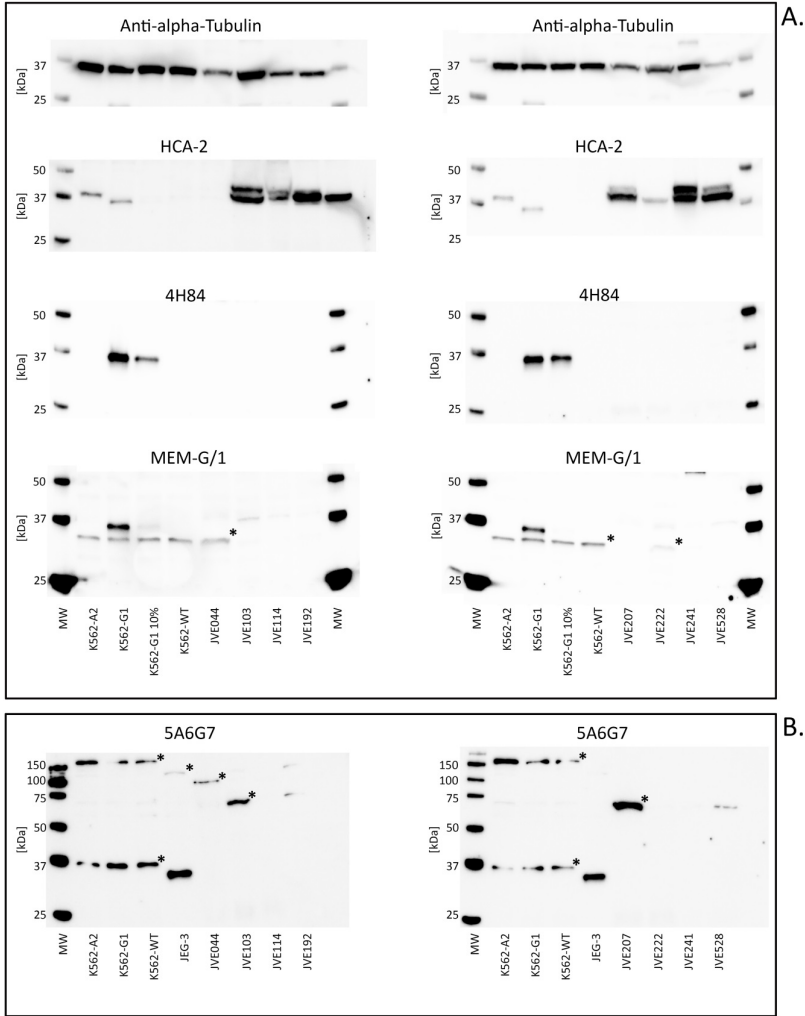 A.
Anti-alpha-Tubulin
[kDa]
37
25
Anti-alpha-Tubulin
[kDa]
37
25
HCA-2
[kDa]
50
37
25
HCA-2
[kDa]
50
37
25
4H84
[kDa]
50
37
25
4H84
[kDa]
50
37
25
MEM-G/1
[kDa]
50
37
25
*
MW
K562-A2
K562-G1
K562-G1 10%
K562-WT
JVE044
JVE103
JVE114
JVE192
MW
MEM-G/1
[kDa]
50
37
25
* *
MW
K562-A2
K562-G1
K562-G1 10%
K562-WT
JVE207
JVE222
JVE241
JVE528
MW
B.
5A6G7
[kDa]
150
100
75
50
37
25
* * * * *
MW
K562-A2
K562-G1
K562-WT
JEG-3
JVE044
JVE103
JVE114
JVE192
5A6G7
[kDa]
150
100
75
50
37
25
* * *
MW
K562-A2
K562-G1
K562-WT
JEG-3
JVE207
JVE222
JVE241
JVE528